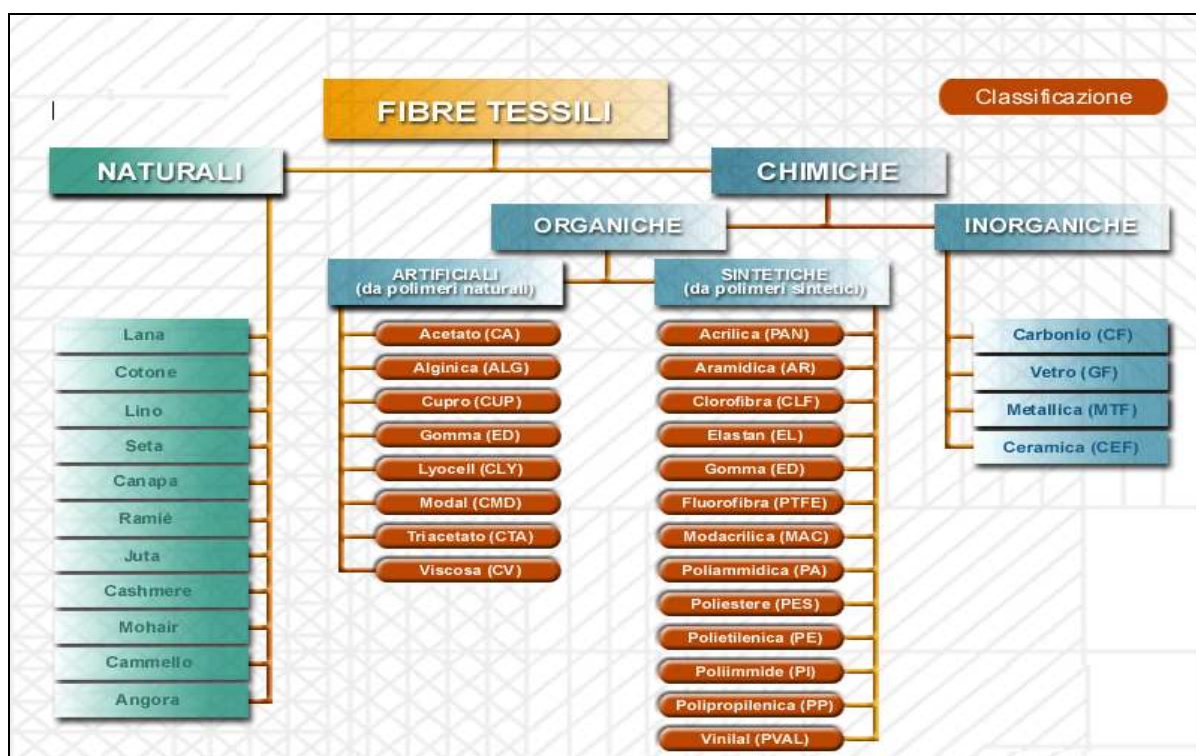 FIBRE TESSILI
Classificazione
NATURALI
CHIMICHE
ORGANICHE
INORGANICHE
ARTIFICIALI
(da polimeri naturali)
SINTETICHE
(da polimeri sintetici)
Lana
Cotone
Lino
Seta
Canapa
Ramiè
Juta
Cashmere
Mohair
Cammello
Angora
Acetato (CA)
Alginica (ALG)
Cupro (CUP)
Gomma (ED)
Lyocell (CLY)
Modal (CMD)
Triacetato (CTA)
Viscosa (CV)
Acrilica (PAN)
Aramidica (AR)
Clorofibra (CLF)
Elastan (EL)
Gomma (ED)
Fluorofibra (PTFE)
Modacrilica (MAC)
Poliammidica (PA)
Poliestere (PES)
Polietilenica (PE)
Poliimmide (PI)
Polipropilenica (PP)
Vinilal (PVAL)
Carbonio (CF)
Vetro (GF)
Metallica (MTF)
Ceramica (CEF)